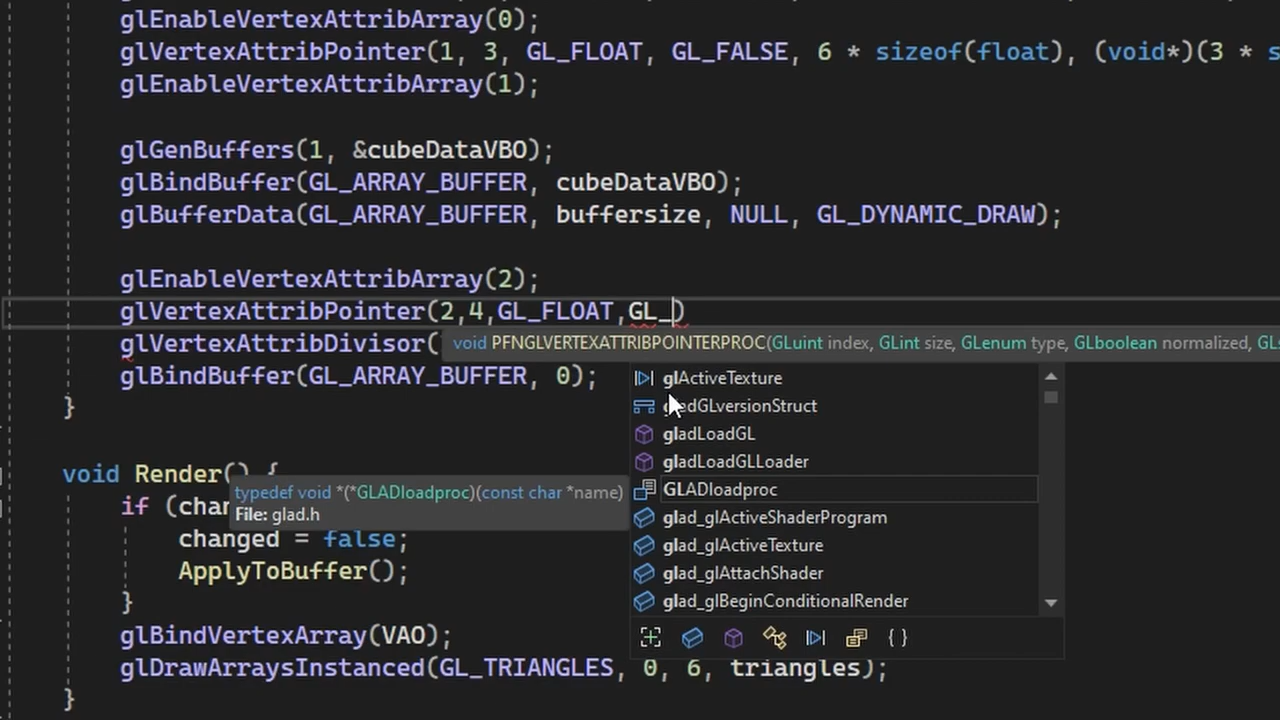 glEnableVertexAttribArray(0);
glVertexAttribPointer(1, 3, GL_FLOAT, GL_FALSE, 6 * sizeof(float), (void*)(3 * s
glEnableVertexAttribArray(1);
glGenBuffers(1, &cubeDataVBO);
glBindBuffer(GL_ARRAY_BUFFER, cubeDataVBO);
glBufferData(GL_ARRAY_BUFFER, buffersize, NULL, GL_DYNAMIC_DRAW);
glEnableVertexAttribArray(2);
glVertexAttribPointer(2,4,GL_FLOAT,GL_)
glVertexAttribDivisor(
void PFNGLVERTEXATTRIBPOINTERPROC(GLuint index, GLint size, GLenum type, GLboolean normalized, GLs
glBindBuffer(GL_ARRAY_BUFFER, 0);
}
glActiveTexture
gladGLversionStruct
gladLoadGL
gladLoadGLLoader
GLADloadproc
glad_glActiveShaderProgram
glad_glActiveTexture
glad_glAttachShader
glad_glBeginConditionalRender
{ }
void Render() {
typedef void *(*GLADloadproc)(const char *name)
File: glad.h
if (chan
changed = false;
ApplyToBuffer();
}
glBindVertexArray(VAO);
glDrawArraysInstanced(GL_TRIANGLES, 0, 6, triangles);
}